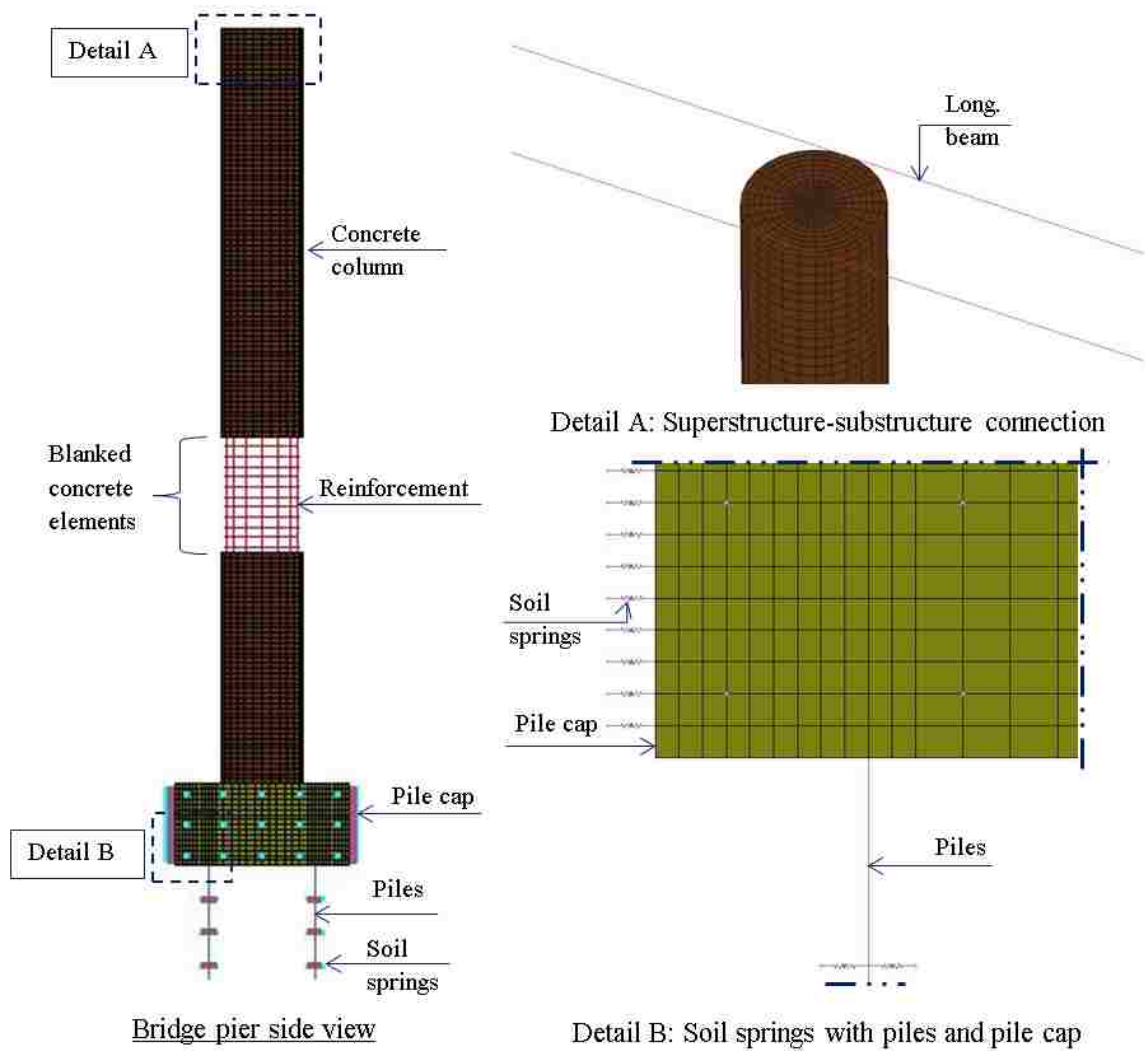 Detail A
Concrete
column
Blanked
concrete
elements
Reinforcement
Pile cap
Detail B
Piles
Soil
springs
Bridge pier side view
Long.
beam
Detail A: Superstructure-substructure connection
Soil
springs
Pile cap
Piles
Detail B: Soil springs with piles and pile cap